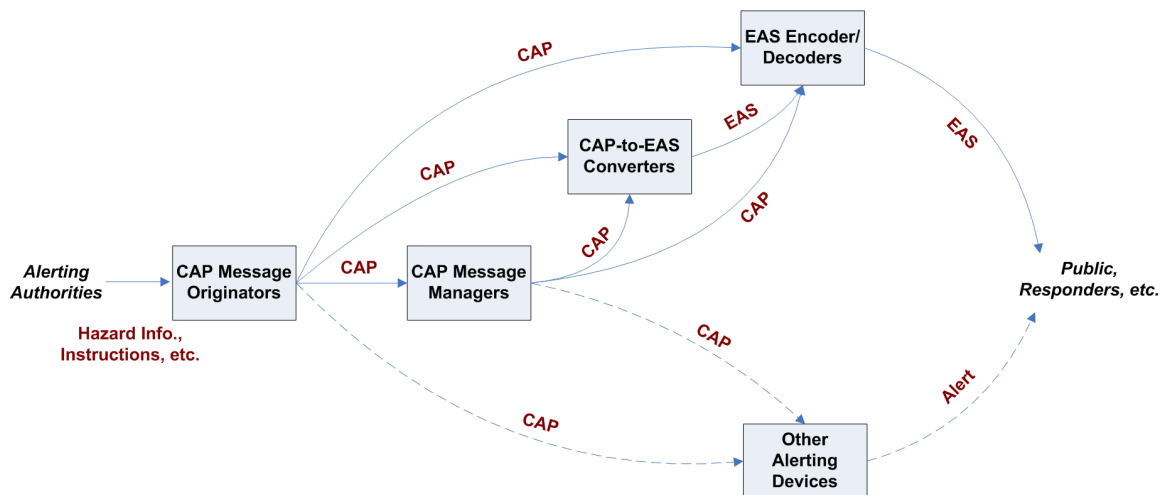 EAS Encoder/
Decoders
CAP
EAS
EAS
CAP-to-EAS
Converters
CAP
CAP
CAP
Alerting
Authorities
CAP Message
Originators
CAP
CAP Message
Managers
Public,
Responders, etc.
Hazard Info.,
Instructions, etc.
CAP
CAP
Alert
Other
Alerting
Devices